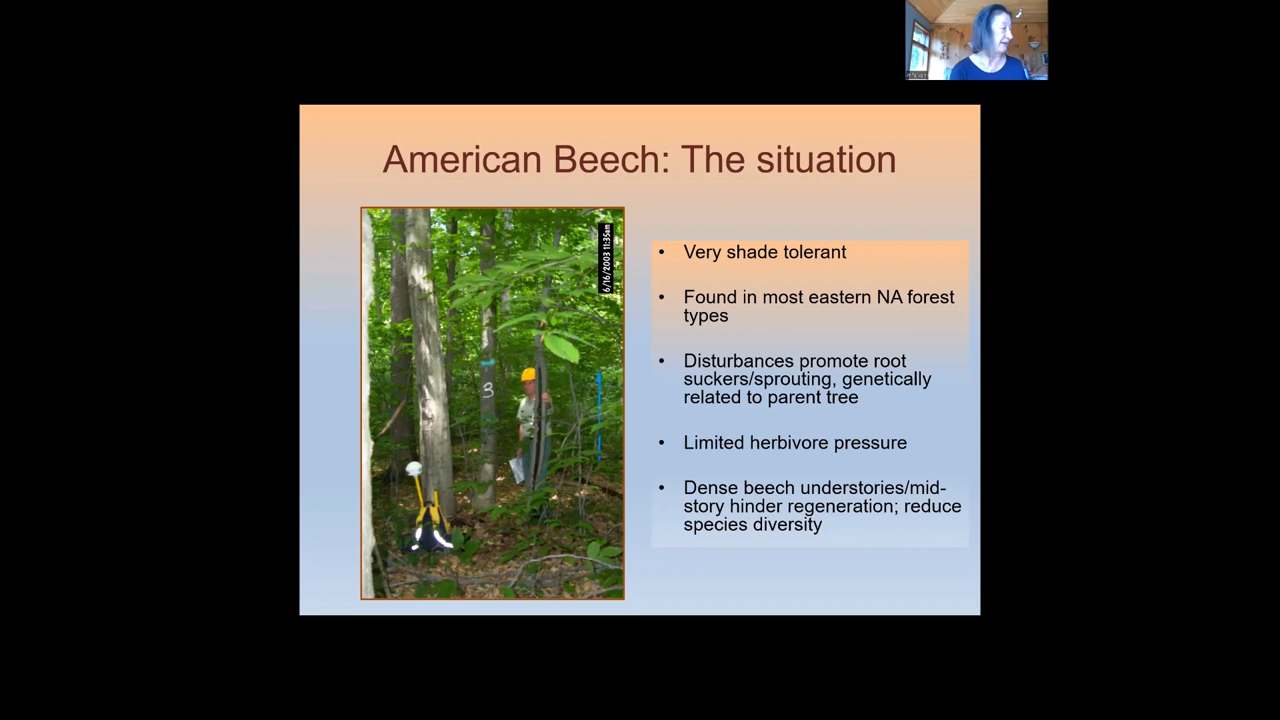 American Beech: The situation
6/16/2003 11:35am
3
• Very shade tolerant
• Found in most eastern NA forest
types
• Disturbances promote root
suckers/sprouting, genetically
related to parent tree
• Limited herbivore pressure
• Dense beech understories/mid-
story hinder regeneration; reduce
species diversity